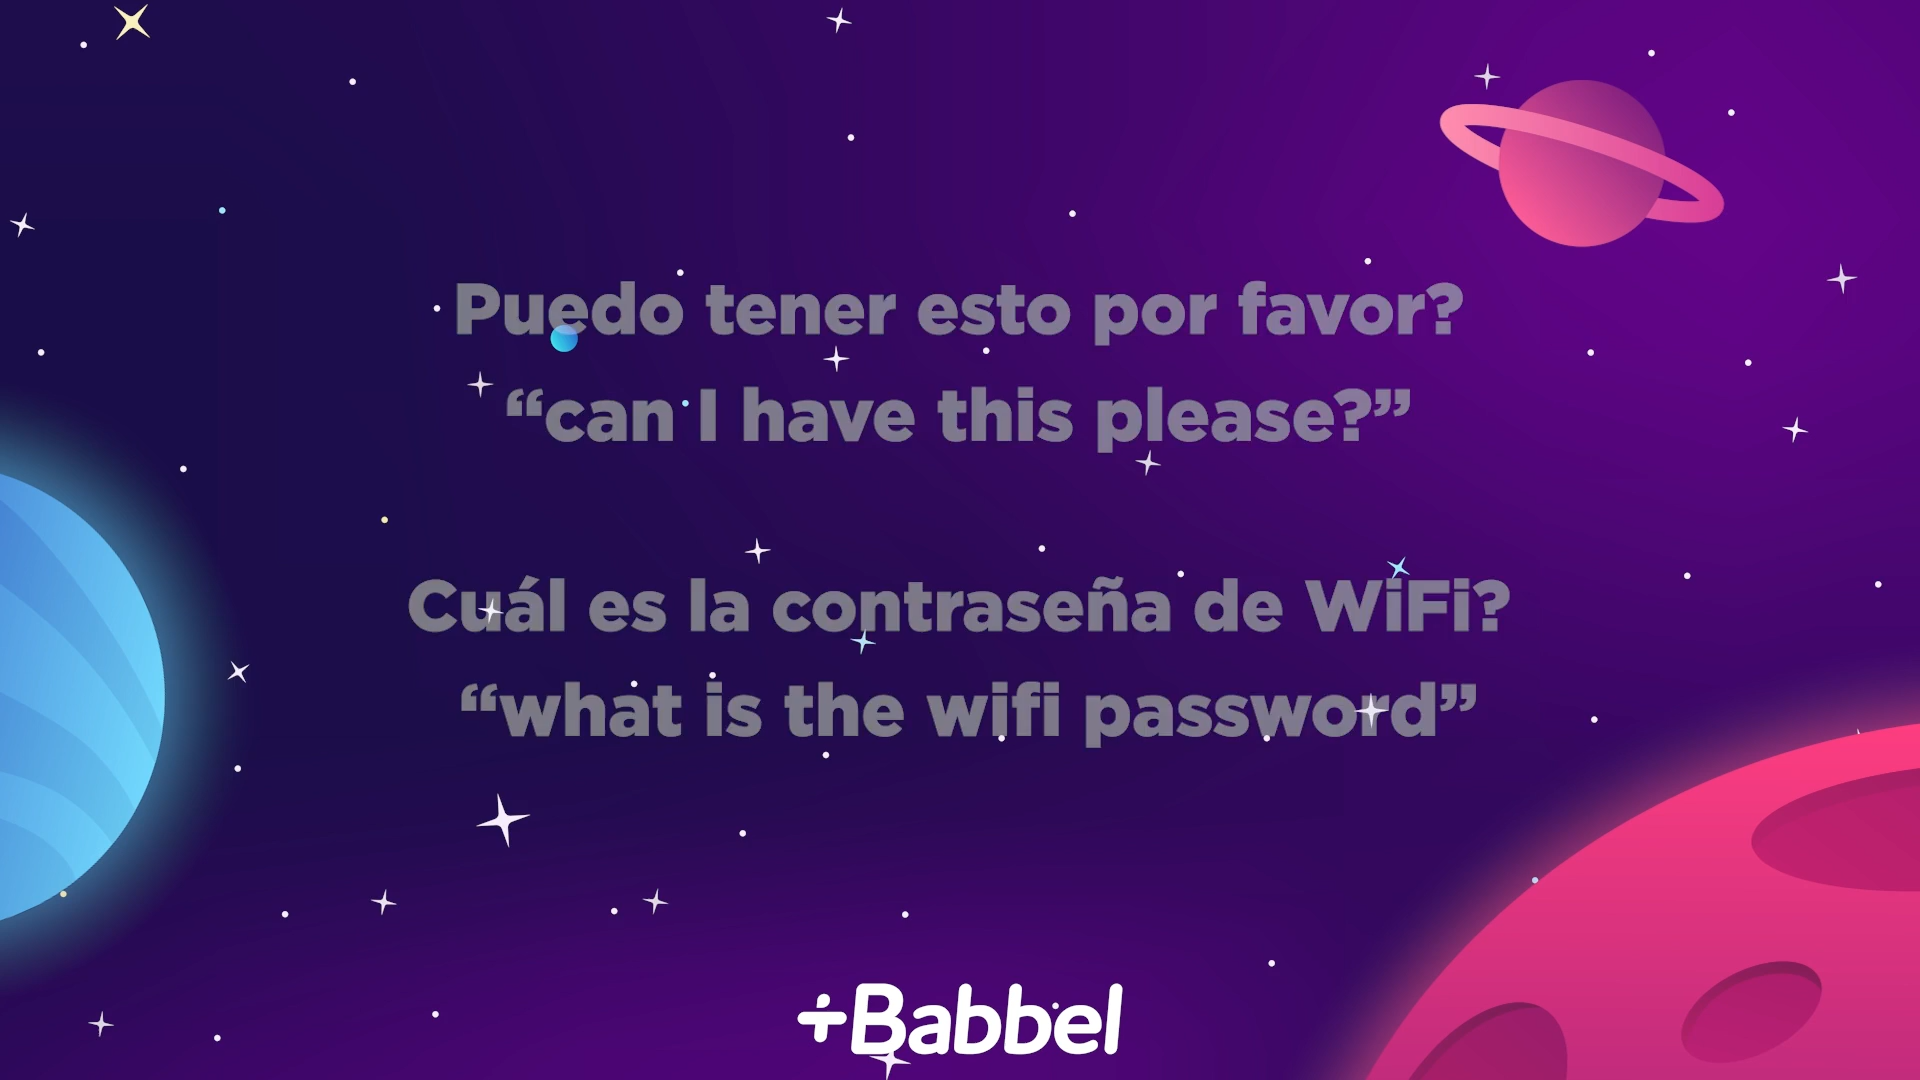 Puedo tener esto por favor?
“can I have this please?”
Cuál es la contraseña de WiFi?
“what is the wifi password”
+Babbel